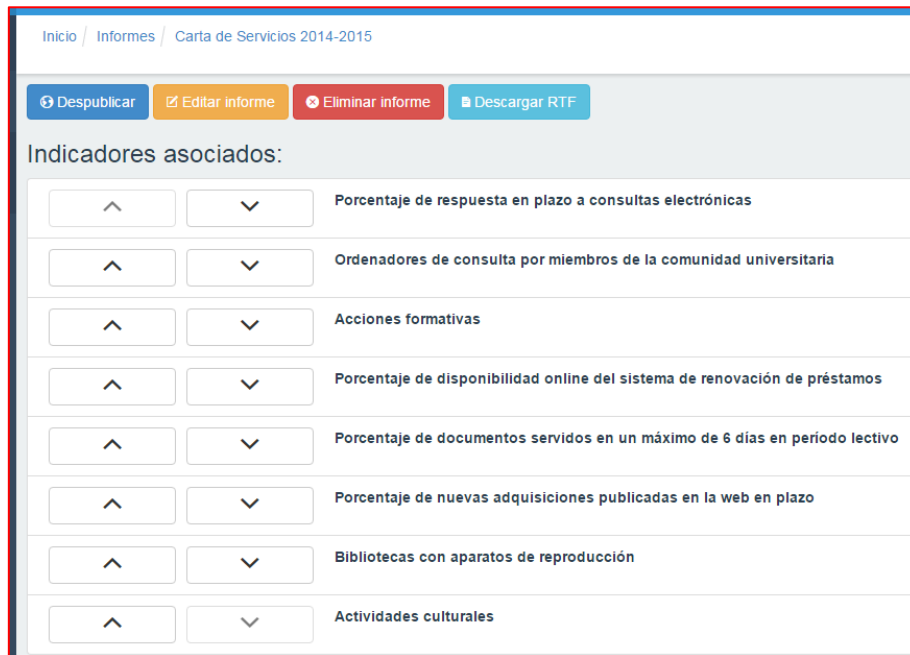 Inicio / Informes / Carta de Servicios 2014-2015
Despublicar Editar informe Eliminar informe Descargar RTF
Indicadores asociados:
Porcentaje de respuesta en plazo a consultas electrónicas
Ordenadores de consulta por miembros de la comunidad universitaria
Acciones formativas
Porcentaje de disponibilidad online del sistema de renovación de préstamos
Porcentaje de documentos servidos en un máximo de 6 días en período lectivo
Porcentaje de nuevas adquisiciones publicadas en la web en plazo
Bibliotecas con aparatos de reproducción
Actividades culturales